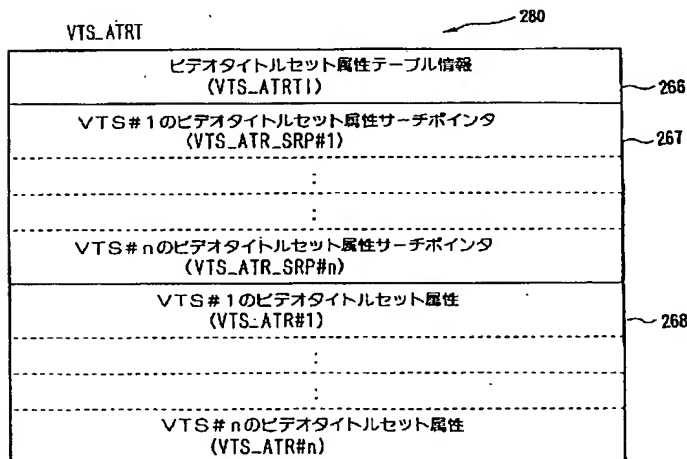 VTS_ATRT
280
ビデオタイトルセット属性テーブル情報
(VTS_ATRTI)
266
VTS#1のビデオタイトルセット属性サーチポインタ
(VTS_ATR_SRP#1)
267
:
:
VTS#nのビデオタイトルセット属性サーチポインタ
(VTS_ATR_SRP#n)
VTS#1のビデオタイトルセット属性
(VTS_ATR#1)
268
:
:
VTS#nのビデオタイトルセット属性
(VTS_ATR#n)